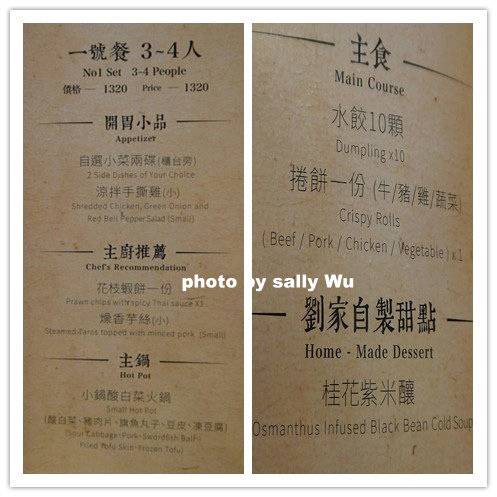 一號餐 3~4人
No1 Set 3-4 People
價格 — 1320 Price — 1320
開胃小品
Appetizer
自選小菜兩碟(櫃台旁)
2 Side Dishes of Your Choice
涼拌手撕雞(小)
Shredded Chicken, Green Onion and
Red Bell Pepper Salad (Small)
主廚推薦
Chef's Recommendation
花枝蝦餅一份
Prawn chips with spicy Thai sauce x1
燥香芋絲(小)
Steamed Taros topped with minced pork (Small)
主鍋
Hot Pot
小鍋酸白菜火鍋
Small Hot Pot
(酸白菜、豬肉片、旗魚丸子、豆皮、凍豆腐)
(Sour Cabbage、Pork、Swordfish Ball、
Fried Tofu Skin、Frozen Tofu)
主食
Main Course
水餃10顆
Dumpling x10
捲餅一份 (牛/豬/雞/蔬菜)
Crispy Rolls
( Beef / Pork / Chicken / Vegetable ) x 1
劉家自製甜點
Home - Made Dessert
桂花紫米釀
Osmanthus Infused Black Bean Cold Soup
photo by sally Wu